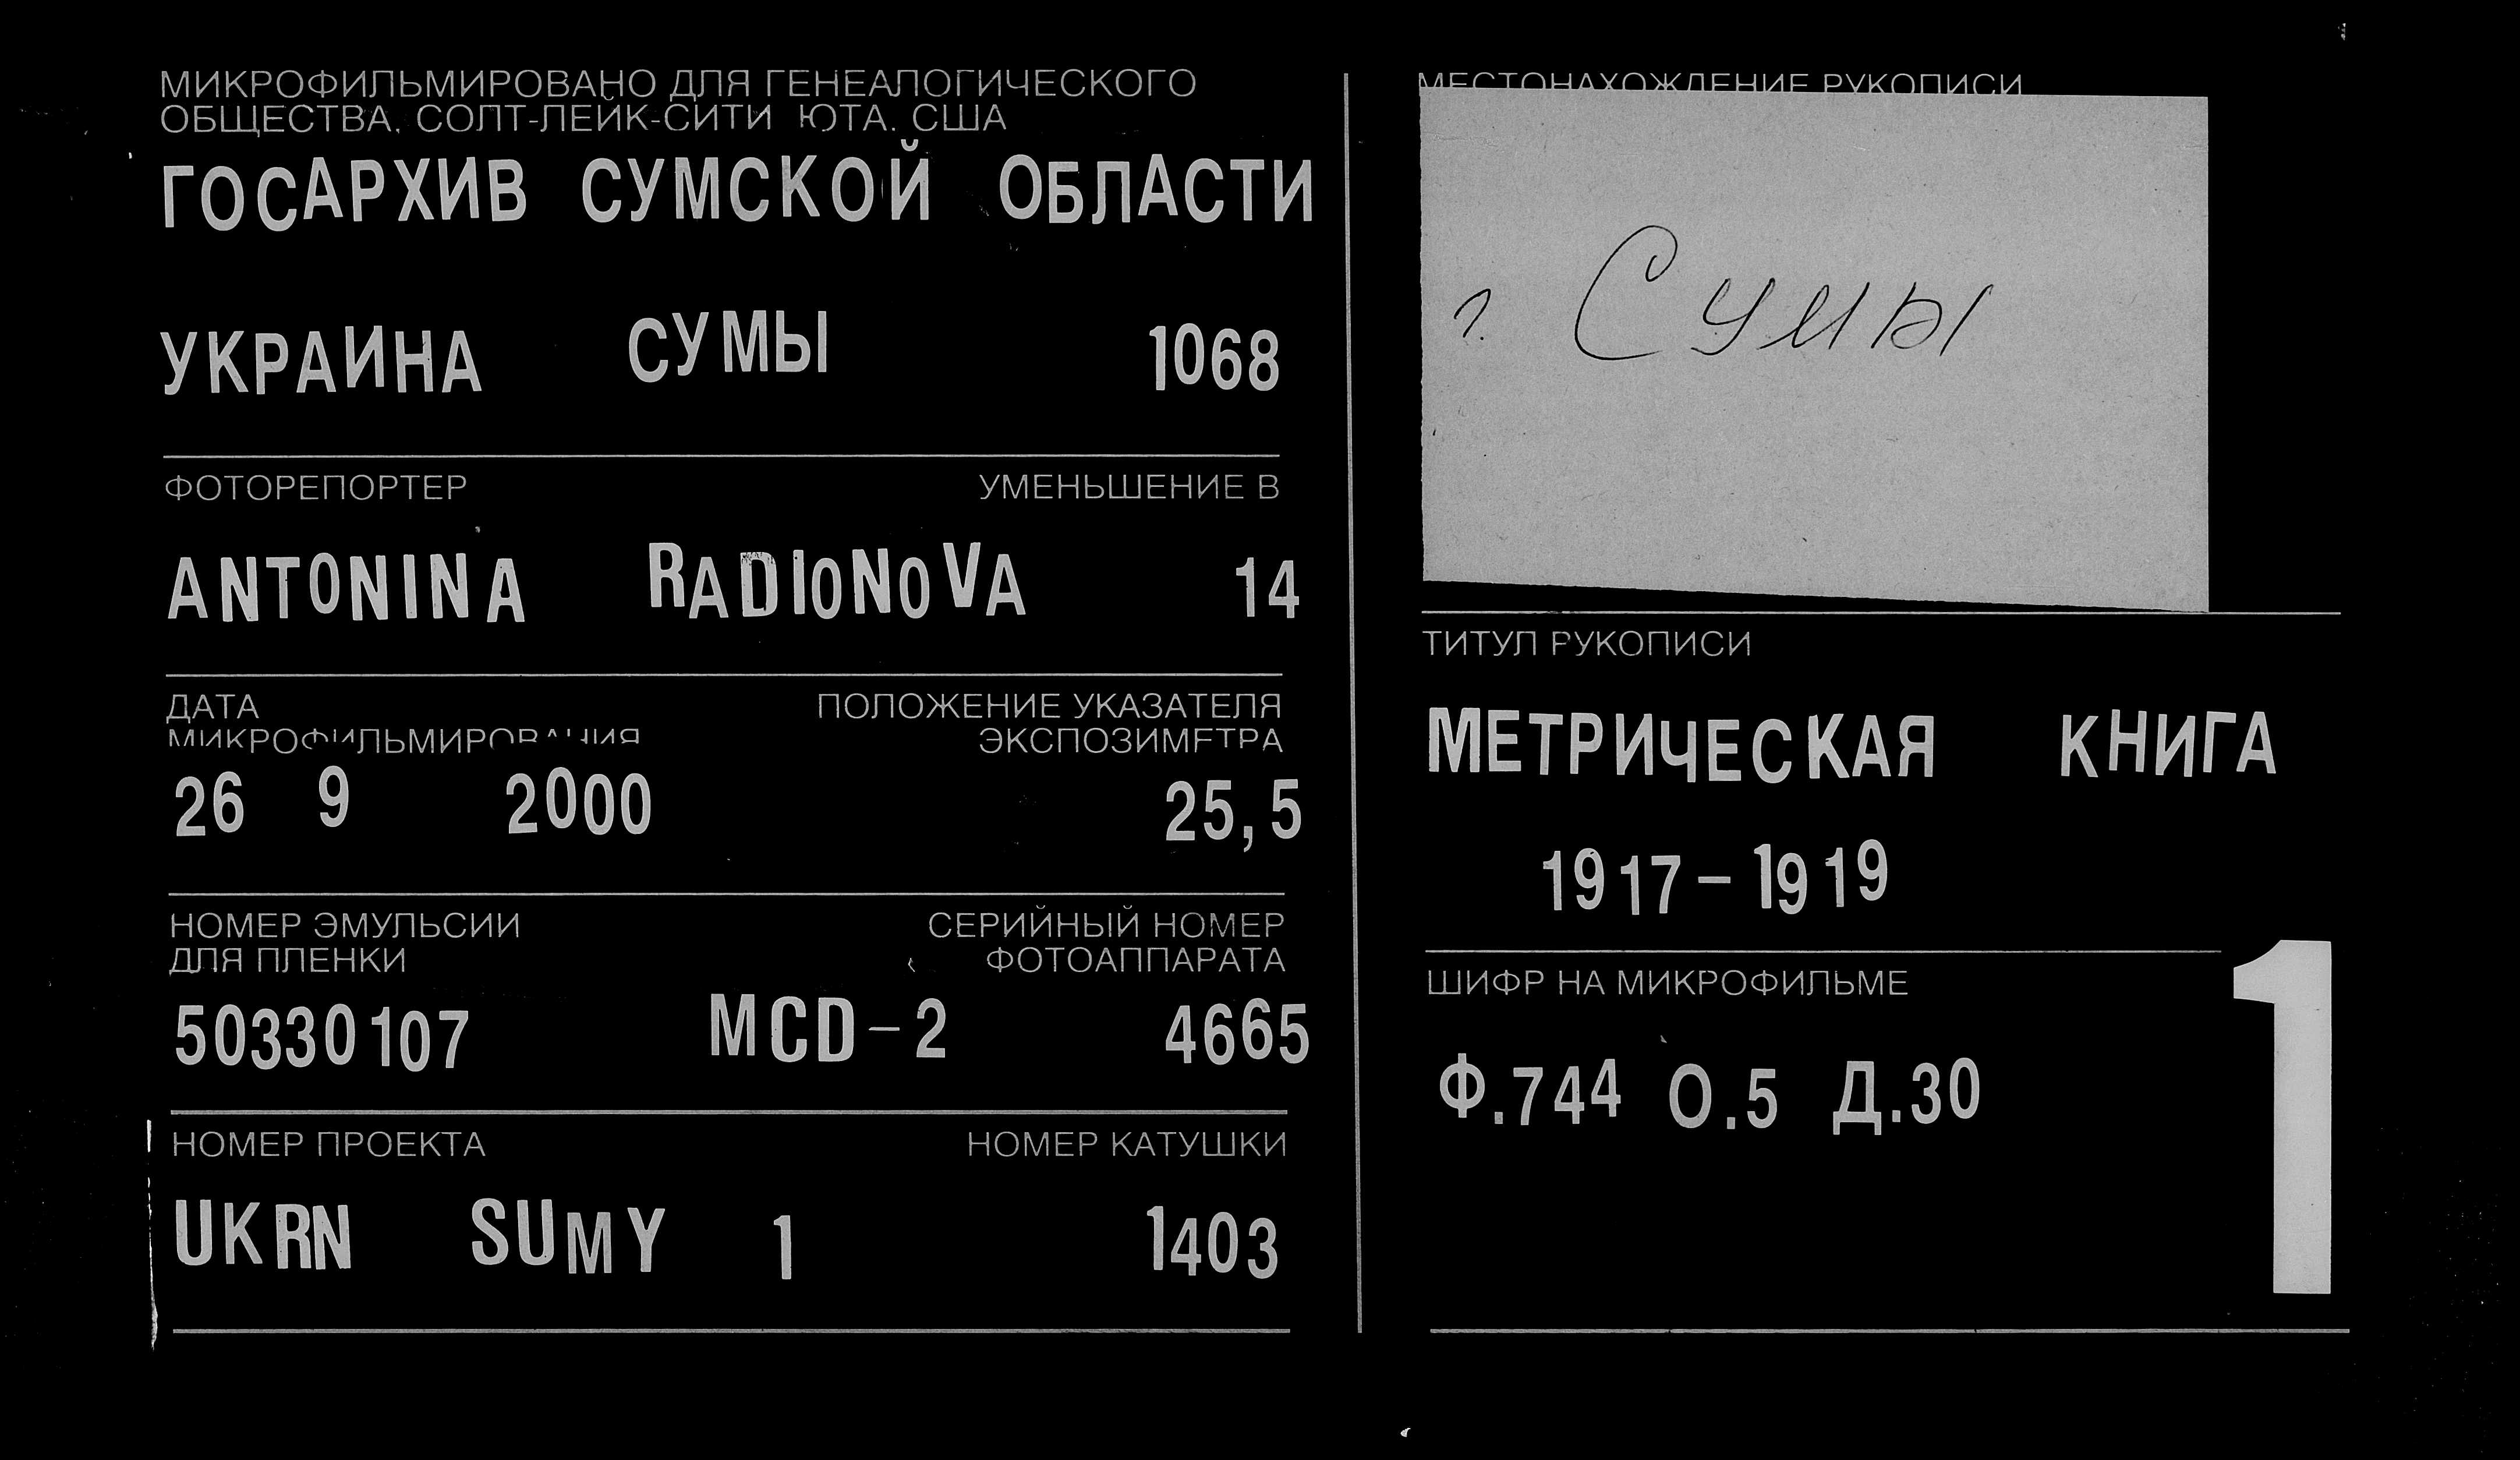 МИКРОФИЛЬМИРОВАНО ДЛЯ ГЕНЕАЛОГИЧЕСКОГО
ОБЩЕСТВА, СОЛТ-ЛЕЙК-СИТИ ЮТА. США
ГОСАРХИВ СУМСКОЙ ОБЛАСТИ
УКРАИНА СУМЫ 1068
ФОТОРЕПОРТЕР УМЕНЬШЕНИЕ В
ANTONINA RADIONOVA 14
ДАТА ПОЛОЖЕНИЕ УКАЗАТЕЛЯ
МИКРОФИЛЬМИРОВАНИЯ ЭКСПОЗИМЕТРА
26 9 2000 25,5
НОМЕР ЭМУЛЬСИИ СЕРИЙНЫЙ НОМЕР
ДЛЯ ПЛЕНКИ ФОТОАППАРАТА
50330107 MCD-2 4665
НОМЕР ПРОЕКТА НОМЕР КАТУШКИ
UKRN SUMY 1 1403
МЕСТОНАХОЖДЕНИЕ РУКОПИСИ
г. Сумы
ТИТУЛ РУКОПИСИ
МЕТРИЧЕСКАЯ КНИГА
1917-1919
ШИФР НА МИКРОФИЛЬМЕ
Ф.744 О.5 Д.30
1